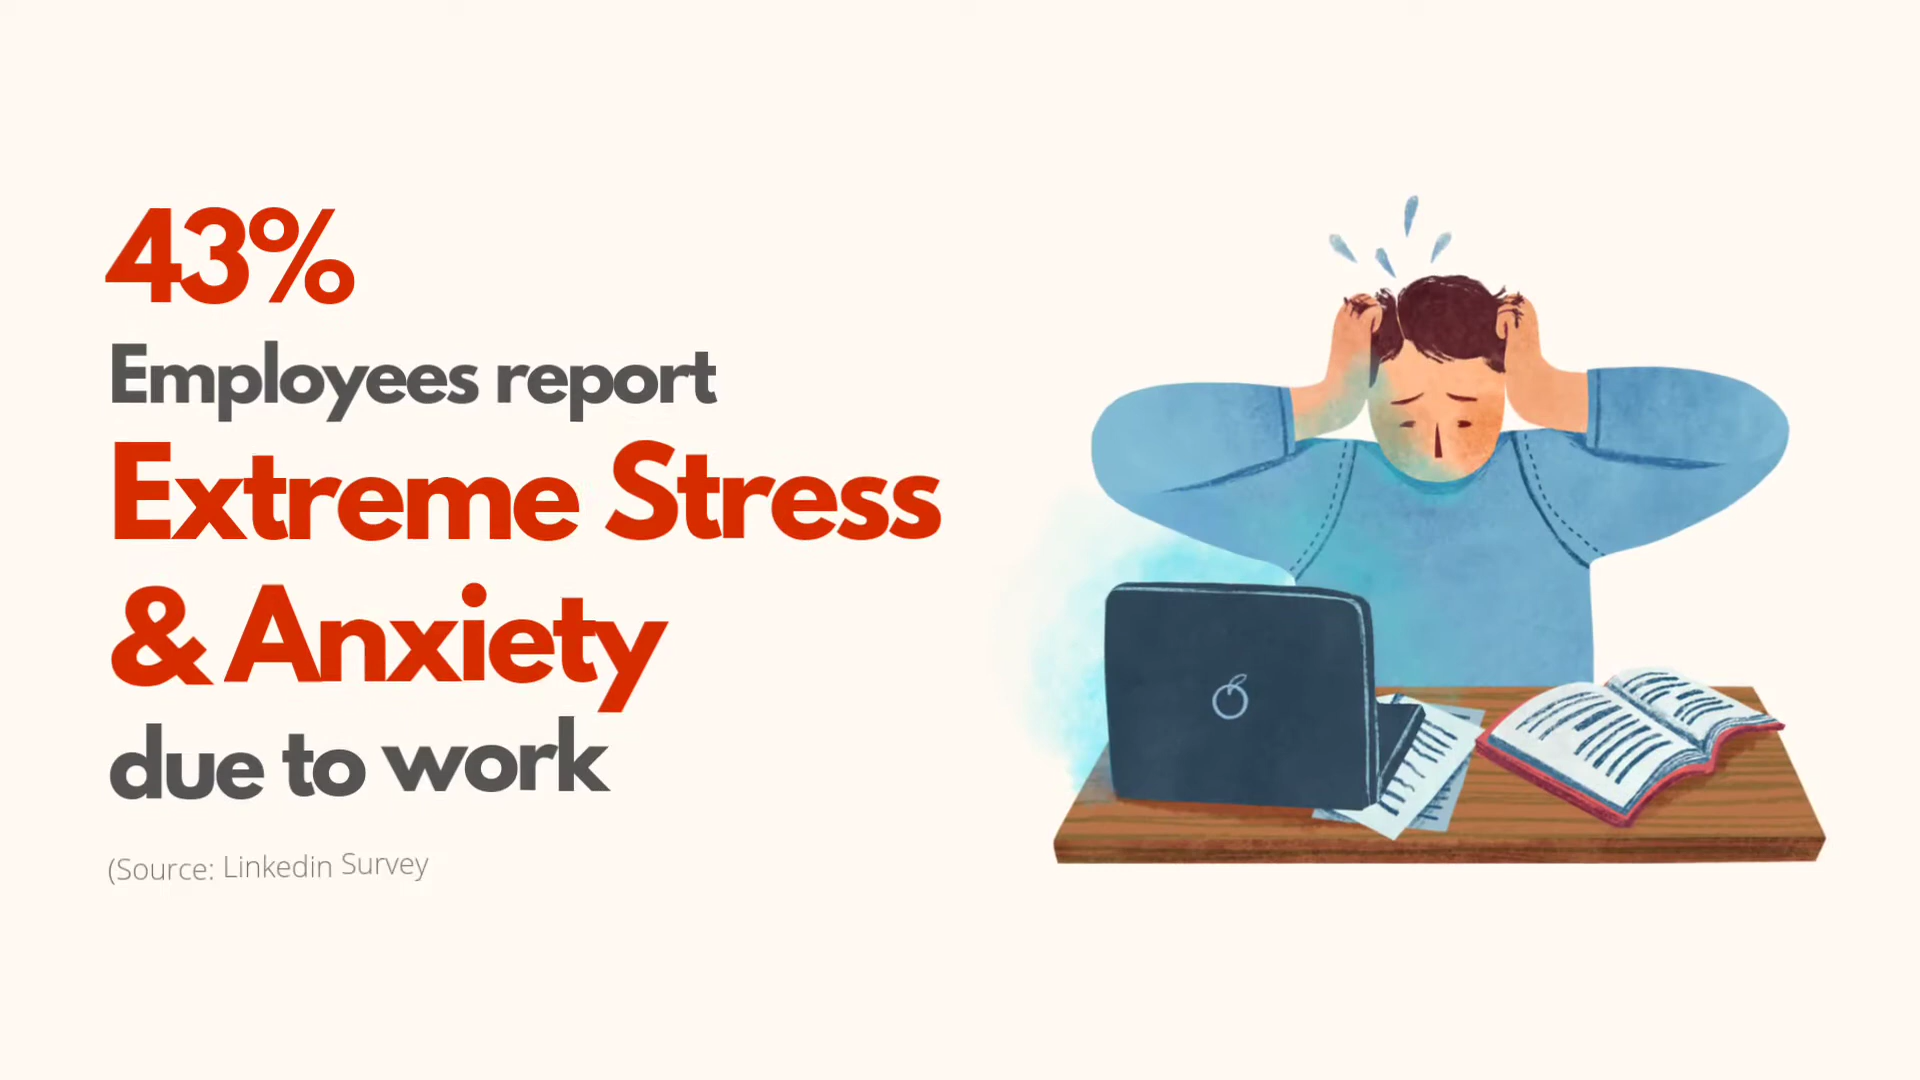 43%
Employees report
Extreme Stress
& Anxiety
due to work
(Source: Linkedin Survey